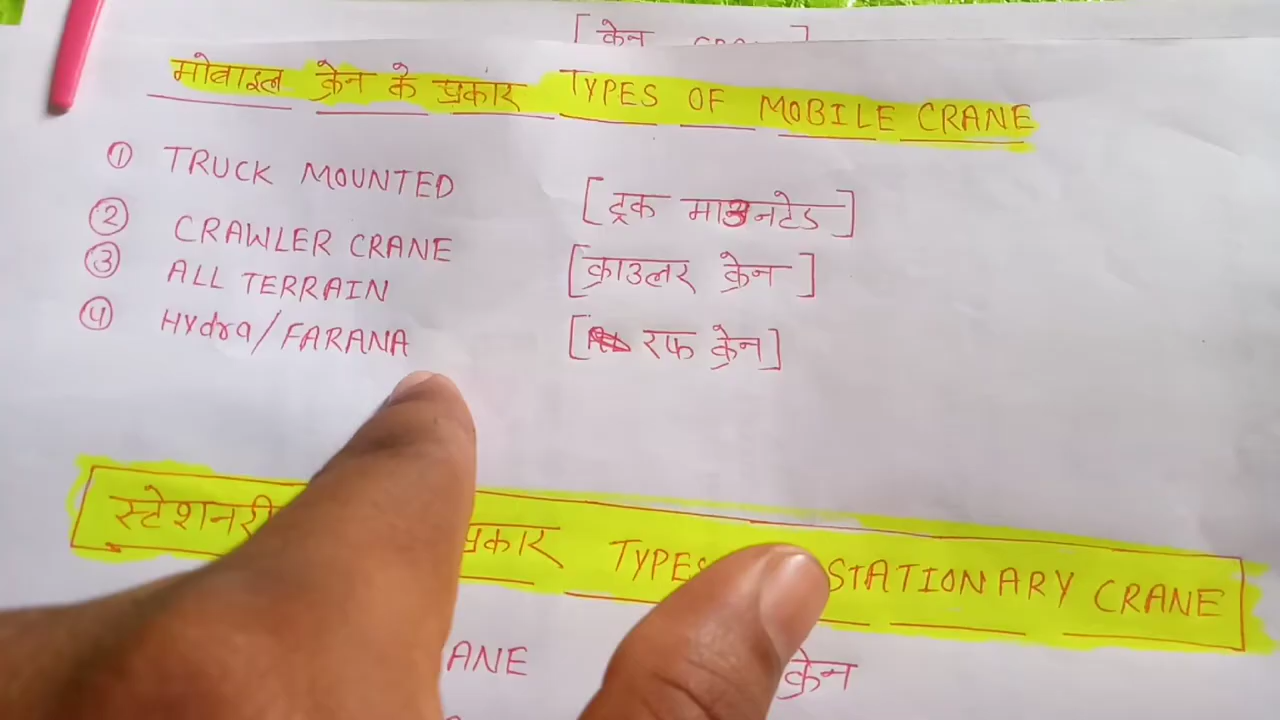 [ क्रेन
मोबाइल क्रेन के प्रकार TYPES OF MOBILE CRANE
① TRUCK MOUNTED [ट्रक माउनटेड]
② CRAWLER CRANE [क्राउलर क्रेन]
③ ALL TERRAIN
④ Hydra/FARANA [रफ क्रेन]
स्टेशनरी प्रकार TYPES STATIONARY CRANE
ANE क्रेन